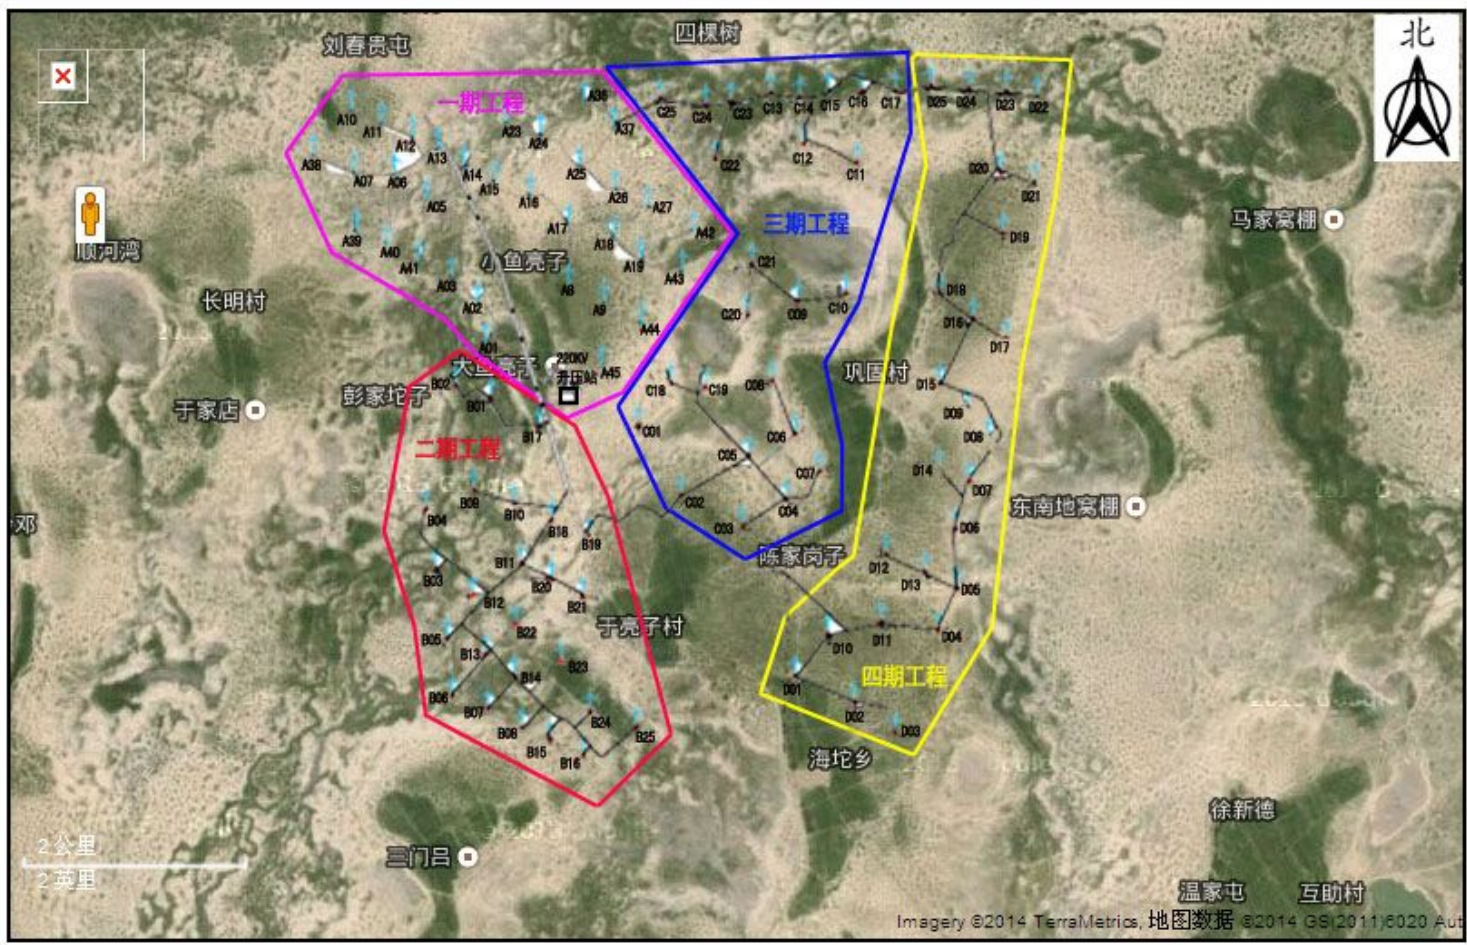 刘春贵屯
四棵树
北
一期工程
A36
A37
A10
A11
A12
A13
A23
A24
A38
A07
A06
A14
A15
A05
A16
A25
A26
A27
A17
A18
A19
A42
A43
A39
A40
A41
A03
A02
A01
A8
A9
A44
A45
小鱼亮子
大鱼亮子
220KV
升压站
C25
C24
C23
C13
C14
C15
C16
C17
C22
C12
C11
三期工程
C21
C20
C09
C10
C18
C19
C08
C01
C06
C05
C07
C02
C04
C03
D25
D24
D23
D22
D20
D21
D19
D18
D16
D17
D15
D09
D08
D14
D07
D06
D12
D13
D05
D10
D11
D04
四期工程
D01
D02
D03
马家窝棚
顺河湾
长明村
于家店
彭家坨子
巩固村
B02
B01
B17
二期工程
B09
B10
B04
B18
B19
B03
B11
B20
B21
B12
B22
B05
B13
B23
B14
B06
B07
B24
B08
B15
B25
B16
邓
东南地窝棚
陈家岗子
于亮子村
海坨乡
徐新德
三门吕
温家屯
互助村
2 公里
2 英里
Imagery ©2014 TerraMetrics, 地图数据 ©2014 GS(2011)6020 Aut